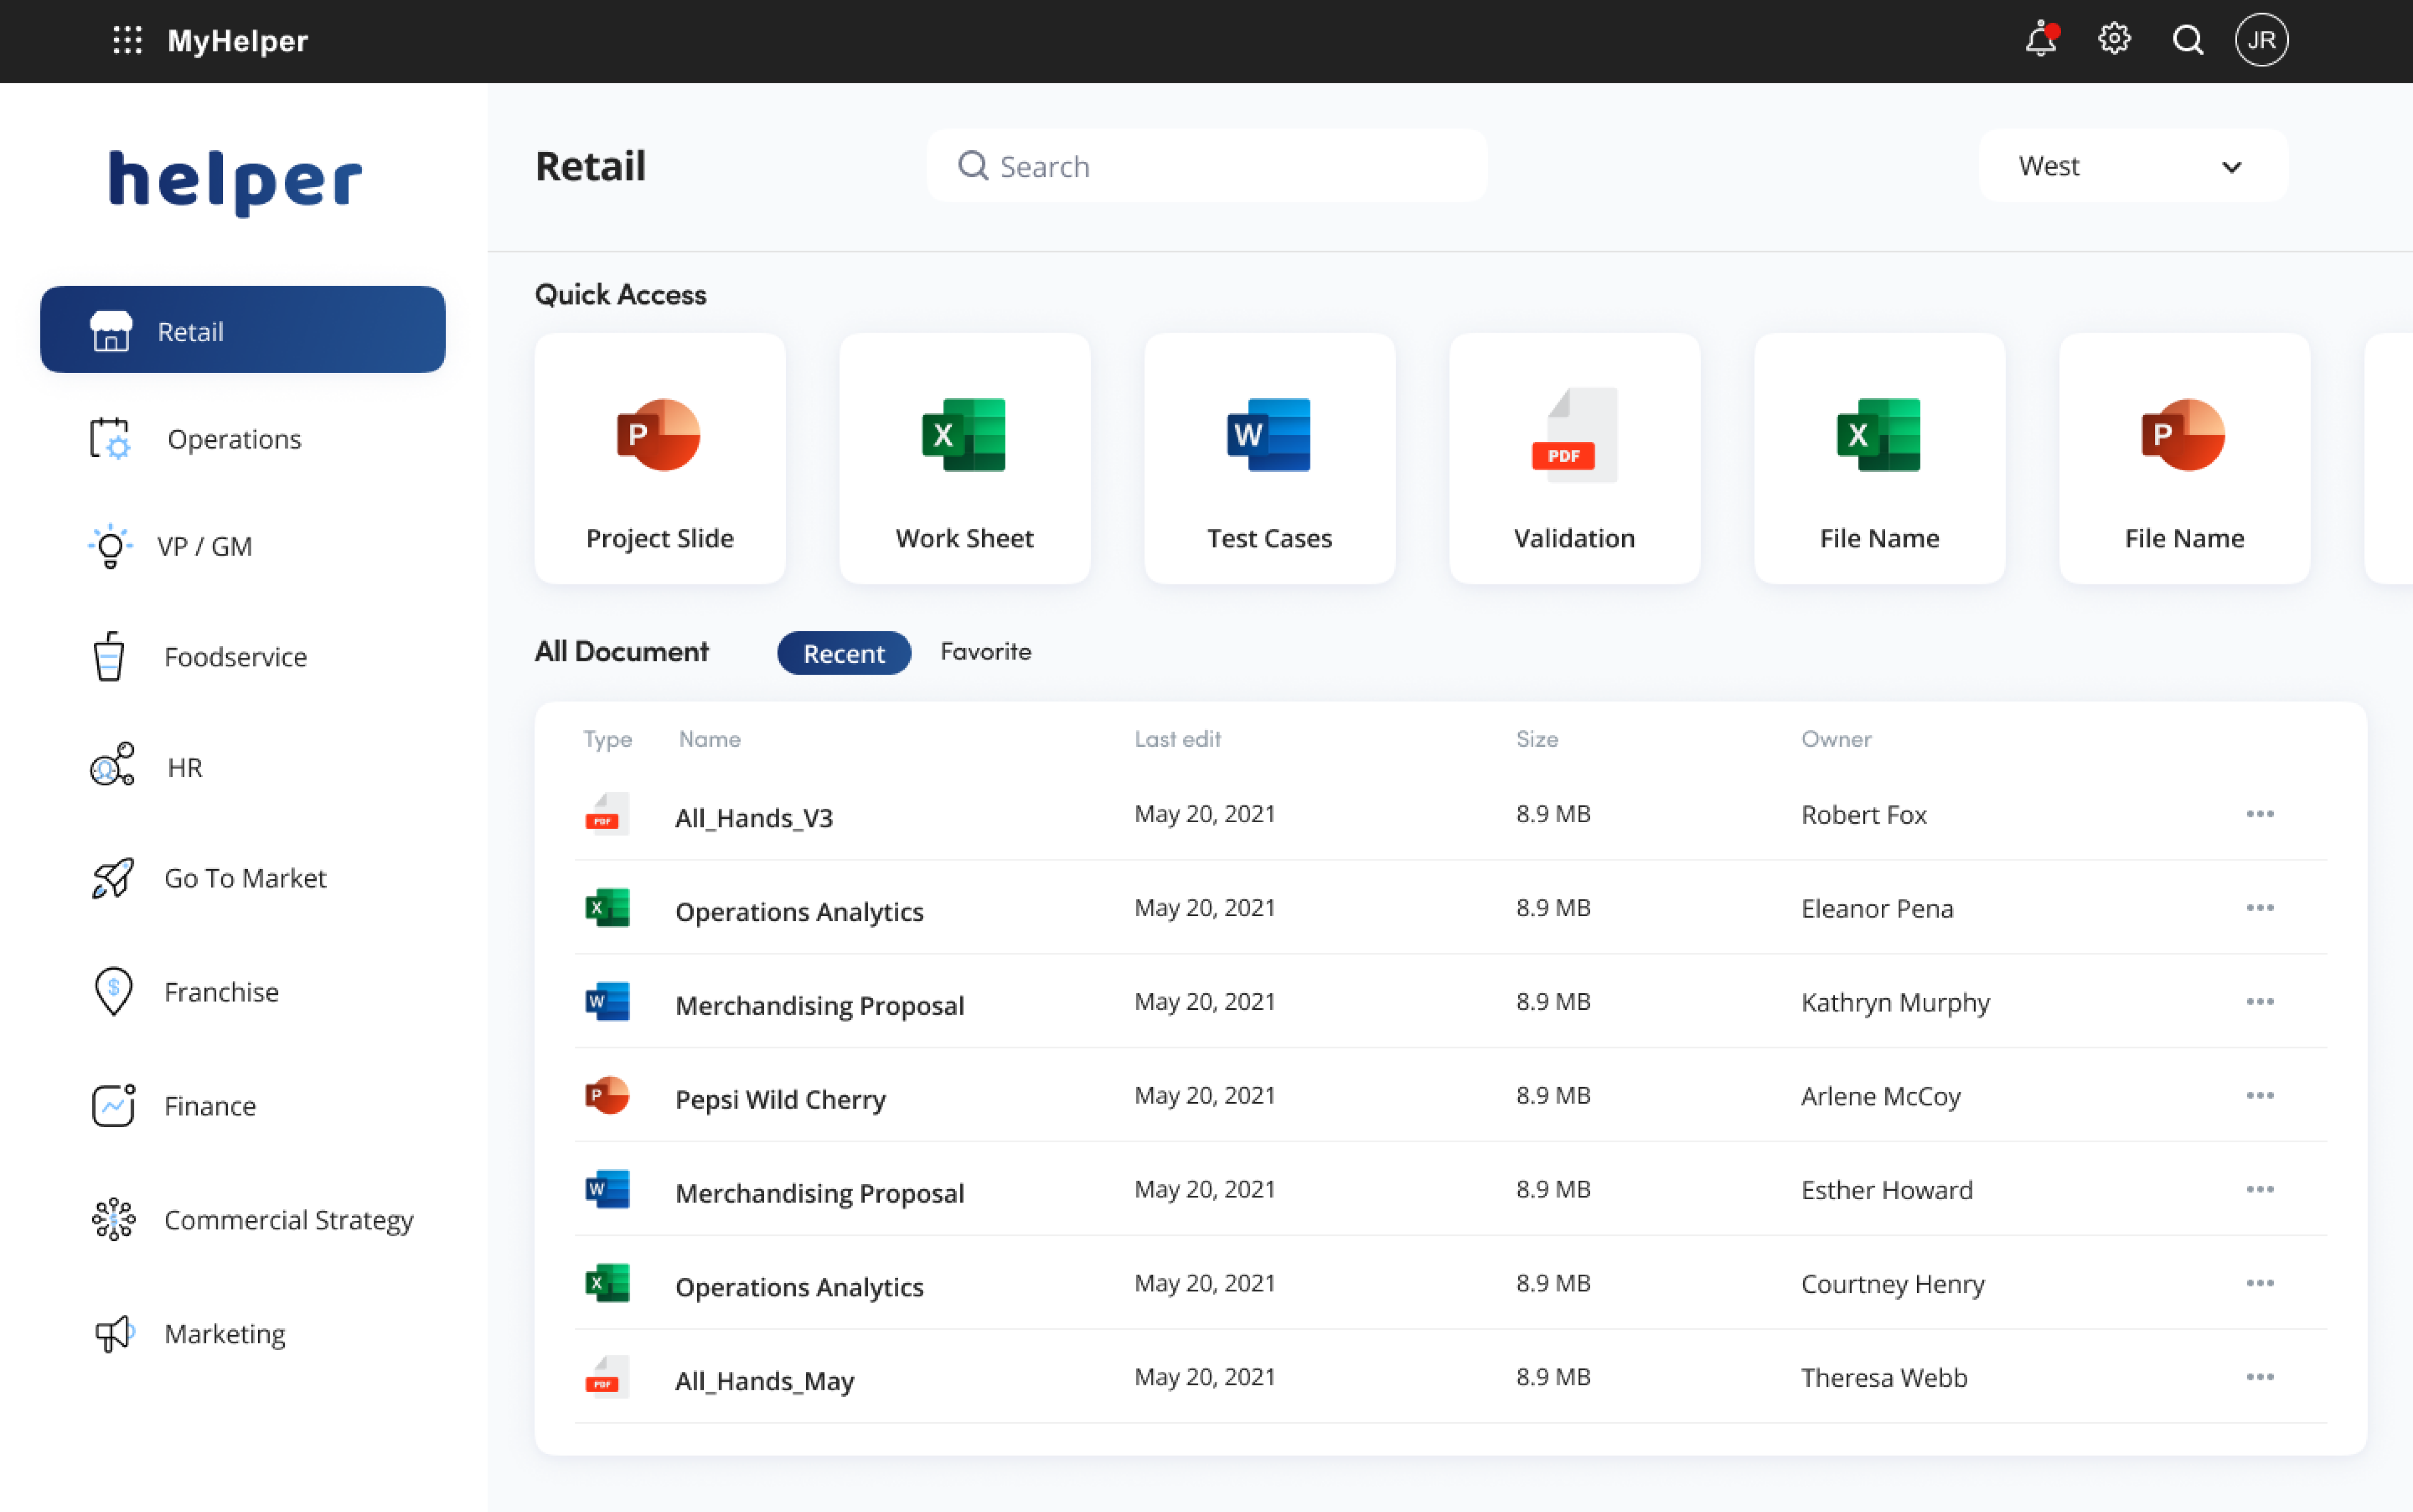 MyHelper
JR
helper
Retail
Search
West
Retail
Operations
VP / GM
Foodservice
HR
Go To Market
Franchise
Finance
Commercial Strategy
Marketing
Quick Access
P
X
W
PDF
X
P
Project Slide
Work Sheet
Test Cases
Validation
File Name
File Name
All Document
Recent
Favorite
Type Name Last edit Size Owner
PDF All_Hands_V3 May 20, 2021 8.9 MB Robert Fox
X Operations Analytics May 20, 2021 8.9 MB Eleanor Pena
W Merchandising Proposal May 20, 2021 8.9 MB Kathryn Murphy
P Pepsi Wild Cherry May 20, 2021 8.9 MB Arlene McCoy
W Merchandising Proposal May 20, 2021 8.9 MB Esther Howard
X Operations Analytics May 20, 2021 8.9 MB Courtney Henry
PDF All_Hands_May May 20, 2021 8.9 MB Theresa Webb